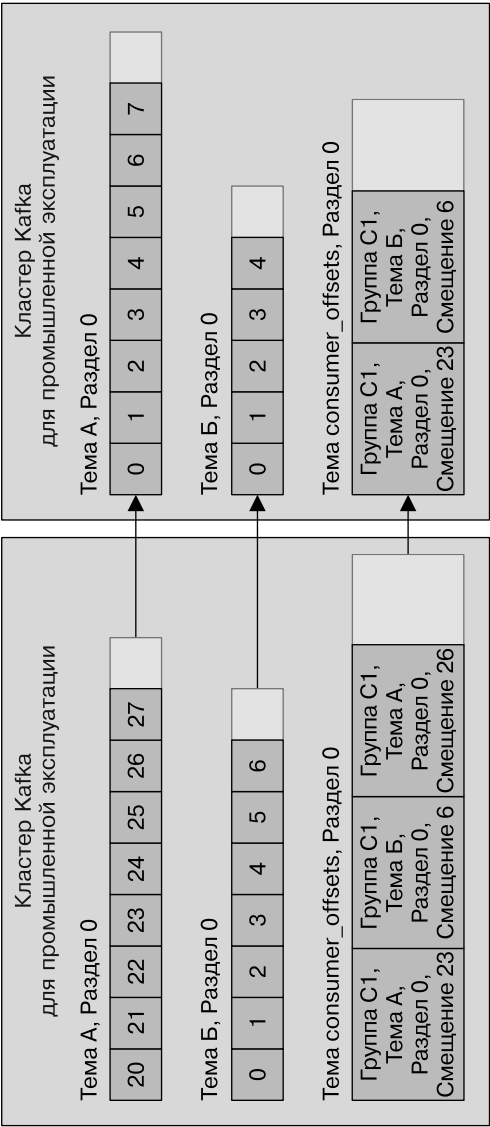 Кластер Kafka
для промышленной эксплуатации
Тема А, Раздел 0
20 21 22 23 24 25 26 27
Тема Б, Раздел 0
0 1 2 3 4 5 6
Тема consumer_offsets, Раздел 0
Группа C1,
Тема А,
Раздел 0,
Смещение 23
Группа C1,
Тема Б,
Раздел 0,
Смещение 6
Группа C1,
Тема А,
Раздел 0,
Смещение 26
Кластер Kafka
для промышленной эксплуатации
Тема А, Раздел 0
0 1 2 3 4 5 6 7
Тема Б, Раздел 0
0 1 2 3 4
Тема consumer_offsets, Раздел 0
Группа C1,
Тема А,
Раздел 0,
Смещение 23
Группа C1,
Тема Б,
Раздел 0,
Смещение 6